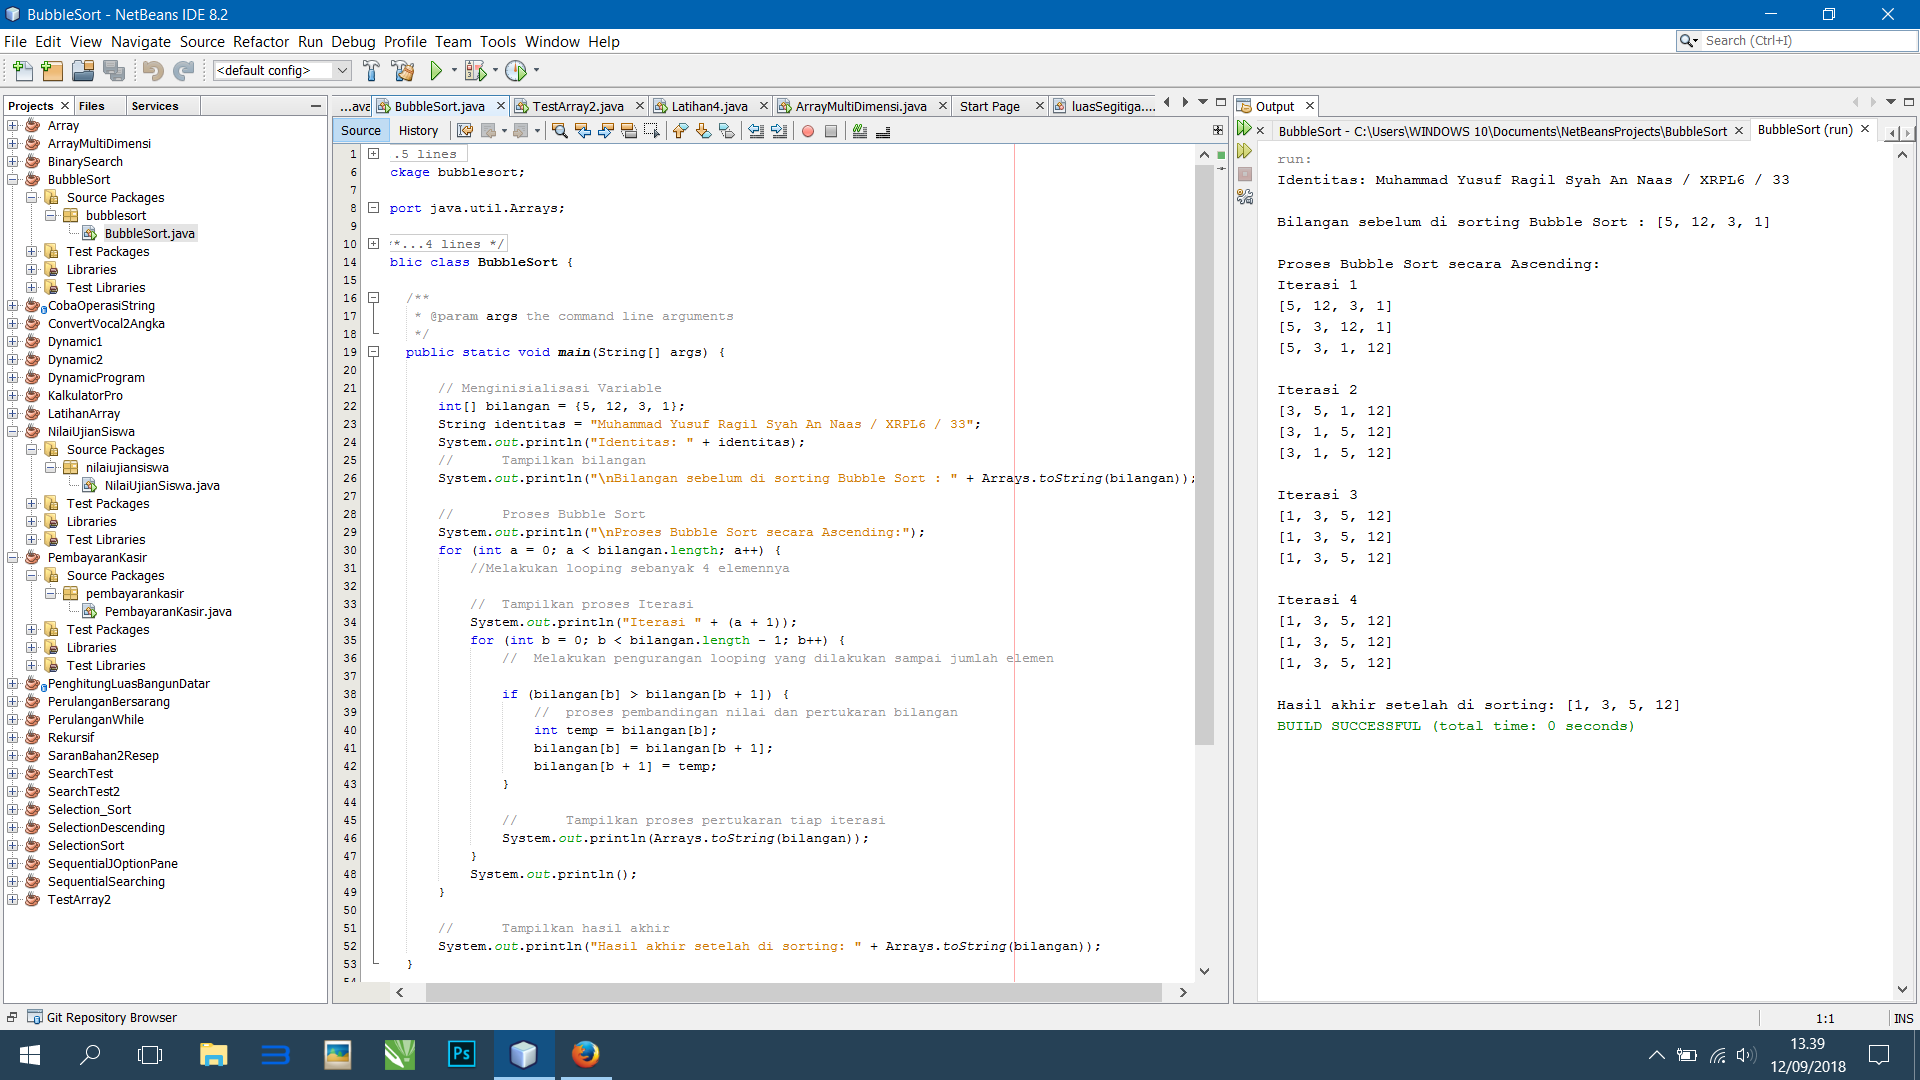 BubbleSort - NetBeans IDE 8.2
File Edit View Navigate Source Refactor Run Debug Profile Team Tools Window Help
Search (Ctrl+I)
<default config>
Projects Files Services
Array
ArrayMultiDimensi
BinarySearch
BubbleSort
Source Packages
bubblesort
BubbleSort.java
Test Packages
Libraries
Test Libraries
CobaOperasiString
ConvertVocal2Angka
Dynamic1
Dynamic2
DynamicProgram
KalkulatorPro
LatihanArray
NilaiUjianSiswa
Source Packages
nilaiujiansiswa
NilaiUjianSiswa.java
Test Packages
Libraries
Test Libraries
PembayaranKasir
Source Packages
pembayarankasir
PembayaranKasir.java
Test Packages
Libraries
Test Libraries
PenghitungLuasBangunDatar
PerulanganBersarang
PerulanganWhile
Rekursif
SaranBahan2Resep
SearchTest
SearchTest2
Selection_Sort
SelectionDescending
SelectionSort
SequentialJOptionPane
SequentialSearching
TestArray2
...ava BubbleSort.java TestArray2.java Latihan4.java ArrayMultiDimensi.java Start Page luasSegitiga....
Source History
1 .5 lines
6 ckage bubblesort;
7
8 port java.util.Arrays;
9
10 *...4 lines */
14 blic class BubbleSort {
15
16 /**
17 * @param args the command line arguments
18 */
19 public static void main(String[] args) {
20
21 // Menginisialisasi Variable
22 int[] bilangan = {5, 12, 3, 1};
23 String identitas = "Muhammad Yusuf Ragil Syah An Naas / XRPL6 / 33";
24 System.out.println("Identitas: " + identitas);
25 // Tampilkan bilangan
26 System.out.println("\nBilangan sebelum di sorting Bubble Sort : " + Arrays.toString(bilangan));
27
28 // Proses Bubble Sort
29 System.out.println("\nProses Bubble Sort secara Ascending:");
30 for (int a = 0; a < bilangan.length; a++) {
31 //Melakukan looping sebanyak 4 elemennya
32
33 // Tampilkan proses Iterasi
34 System.out.println("Iterasi " + (a + 1));
35 for (int b = 0; b < bilangan.length - 1; b++) {
36 // Melakukan pengurangan looping yang dilakukan sampai jumlah elemen
37
38 if (bilangan[b] > bilangan[b + 1]) {
39 // proses pembandingan nilai dan pertukaran bilangan
40 int temp = bilangan[b];
41 bilangan[b] = bilangan[b + 1];
42 bilangan[b + 1] = temp;
43 }
44
45 // Tampilkan proses pertukaran tiap iterasi
46 System.out.println(Arrays.toString(bilangan));
47 }
48 System.out.println();
49 }
50
51 // Tampilkan hasil akhir
52 System.out.println("Hasil akhir setelah di sorting: " + Arrays.toString(bilangan));
53 }
54
Output
BubbleSort - C:\Users\WINDOWS 10\Documents\NetBeansProjects\BubbleSort BubbleSort (run)
run:
Identitas: Muhammad Yusuf Ragil Syah An Naas / XRPL6 / 33
Bilangan sebelum di sorting Bubble Sort : [5, 12, 3, 1]
Proses Bubble Sort secara Ascending:
Iterasi 1
[5, 12, 3, 1]
[5, 3, 12, 1]
[5, 3, 1, 12]
Iterasi 2
[3, 5, 1, 12]
[3, 1, 5, 12]
[3, 1, 5, 12]
Iterasi 3
[1, 3, 5, 12]
[1, 3, 5, 12]
[1, 3, 5, 12]
Iterasi 4
[1, 3, 5, 12]
[1, 3, 5, 12]
[1, 3, 5, 12]
Hasil akhir setelah di sorting: [1, 3, 5, 12]
BUILD SUCCESSFUL (total time: 0 seconds)
Git Repository Browser
1:1 INS
Ps
13.39
12/09/2018